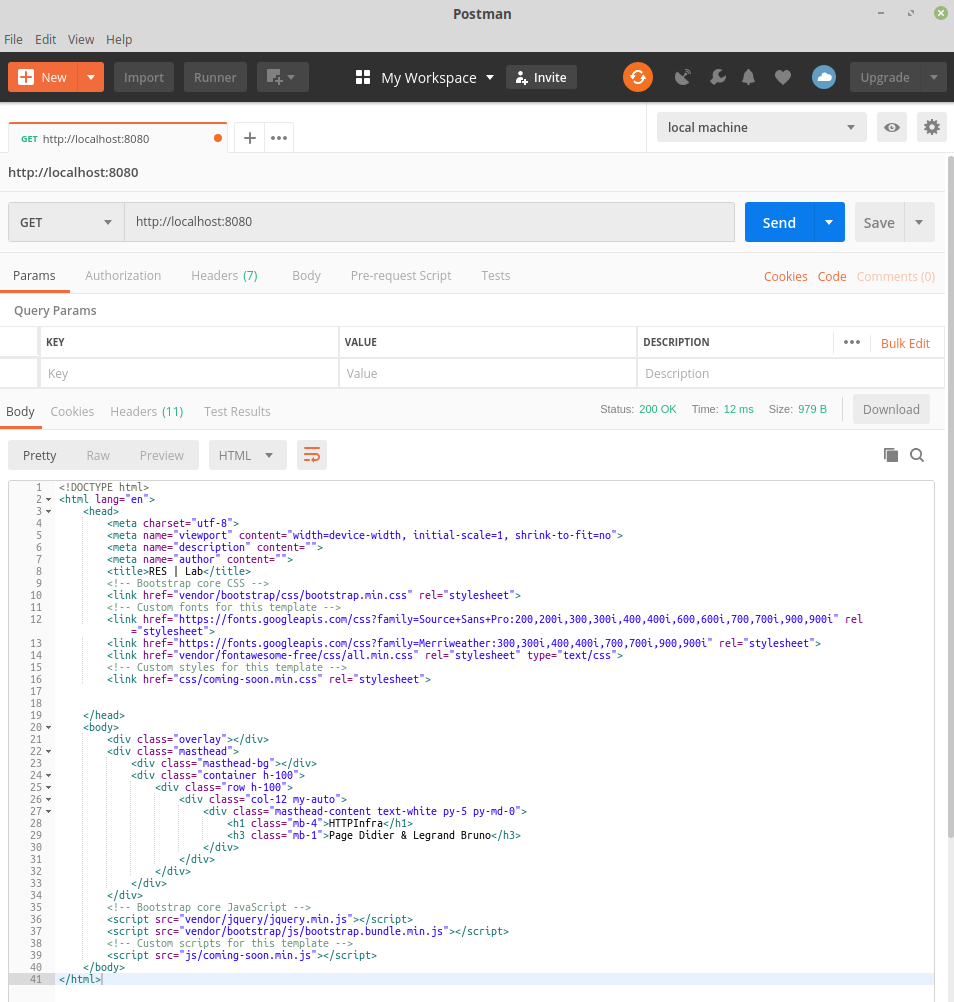 Postman
File Edit View Help
New Import Runner My Workspace Invite Upgrade
GET http://localhost:8080 + ••• local machine
http://localhost:8080
GET http://localhost:8080 Send Save
Params Authorization Headers (7) Body Pre-request Script Tests Cookies Code Comments (0)
Query Params
KEY VALUE DESCRIPTION ••• Bulk Edit
Key Value Description
Body Cookies Headers (11) Test Results Status: 200 OK Time: 12 ms Size: 979 B Download
Pretty Raw Preview HTML
1 <!DOCTYPE html>
2 <html lang="en">
3 <head>
4 <meta charset="utf-8">
5 <meta name="viewport" content="width=device-width, initial-scale=1, shrink-to-fit=no">
6 <meta name="description" content="">
7 <meta name="author" content="">
8 <title>RES | Lab</title>
9 <!-- Bootstrap core CSS -->
10 <link href="vendor/bootstrap/css/bootstrap.min.css" rel="stylesheet">
11 <!-- Custom fonts for this template -->
12 <link href="https://fonts.googleapis.com/css?family=Source+Sans+Pro:200,200i,300,300i,400,400i,600,600i,700,700i,900,900i" rel
="stylesheet">
13 <link href="https://fonts.googleapis.com/css?family=Merriweather:300,300i,400,400i,700,700i,900,900i" rel="stylesheet">
14 <link href="vendor/fontawesome-free/css/all.min.css" rel="stylesheet" type="text/css">
15 <!-- Custom styles for this template -->
16 <link href="css/coming-soon.min.css" rel="stylesheet">
17
18
19 </head>
20 <body>
21 <div class="overlay"></div>
22 <div class="masthead">
23 <div class="masthead-bg"></div>
24 <div class="container h-100">
25 <div class="row h-100">
26 <div class="col-12 my-auto">
27 <div class="masthead-content text-white py-5 py-md-0">
28 <h1 class="mb-4">HTTPInfra</h1>
29 <h3 class="mb-1">Page Didier & Legrand Bruno</h3>
30 </div>
31 </div>
32 </div>
33 </div>
34 </div>
35 <!-- Bootstrap core JavaScript -->
36 <script src="vendor/jquery/jquery.min.js"></script>
37 <script src="vendor/bootstrap/js/bootstrap.bundle.min.js"></script>
38 <!-- Custom scripts for this template -->
39 <script src="js/coming-soon.min.js"></script>
40 </body>
41 </html>